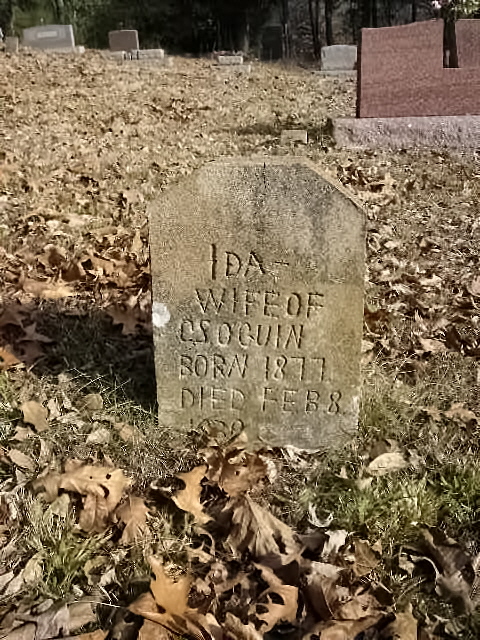 IDA
WIFE OF
C.S OGUIN
BORN 1877.
DIED FEB 8.